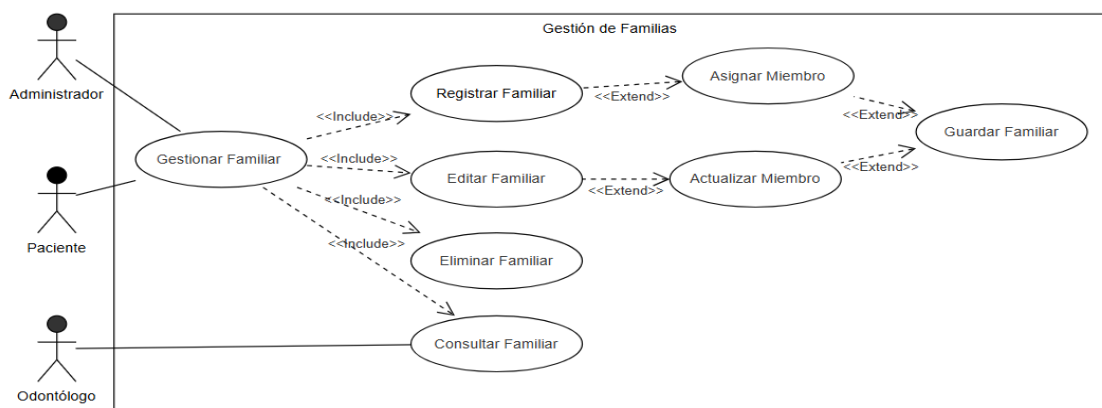 Gestión de Familias
Administrador
Paciente
Odontólogo
Gestionar Familiar
<<Include>>
<<Include>>
<<Include>>
<<Include>>
Registrar Familiar
Editar Familiar
Eliminar Familiar
Consultar Familiar
<<Extend>>
<<Extend>>
Asignar Miembro
Actualizar Miembro
<<Extend>>
<<Extend>>
Guardar Familiar